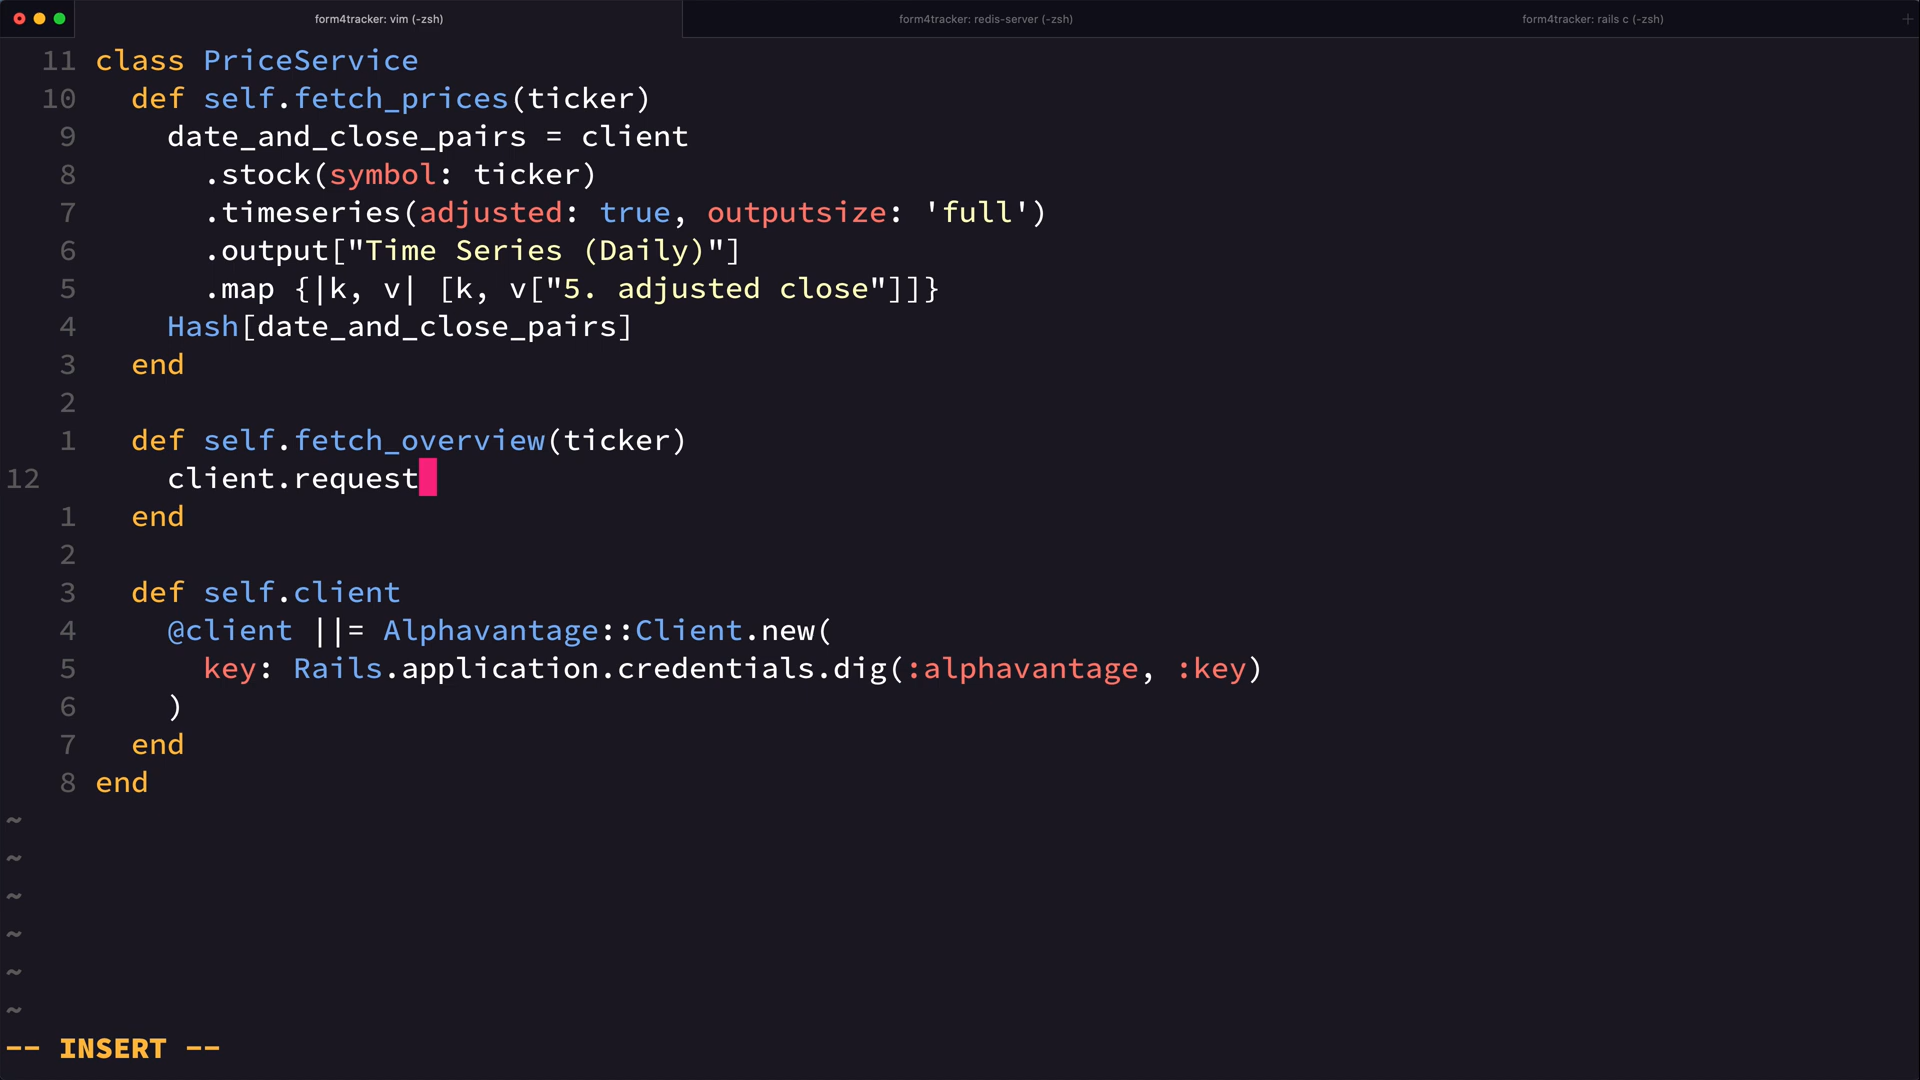 form4tracker: vim (-zsh) form4tracker: redis-server (-zsh) form4tracker: rails c (-zsh) +
11 class PriceService
10   def self.fetch_prices(ticker)
9     date_and_close_pairs = client
8       .stock(symbol: ticker)
7       .timeseries(adjusted: true, outputsize: 'full')
6       .output["Time Series (Daily)"]
5       .map {|k, v| [k, v["5. adjusted close"]]}
4     Hash[date_and_close_pairs]
3   end
2
1   def self.fetch_overview(ticker)
12     client.request
1   end
2
3   def self.client
4     @client ||= Alphavantage::Client.new(
5       key: Rails.application.credentials.dig(:alphavantage, :key)
6     )
7   end
8 end
~
~
~
~
~
~
-- INSERT --